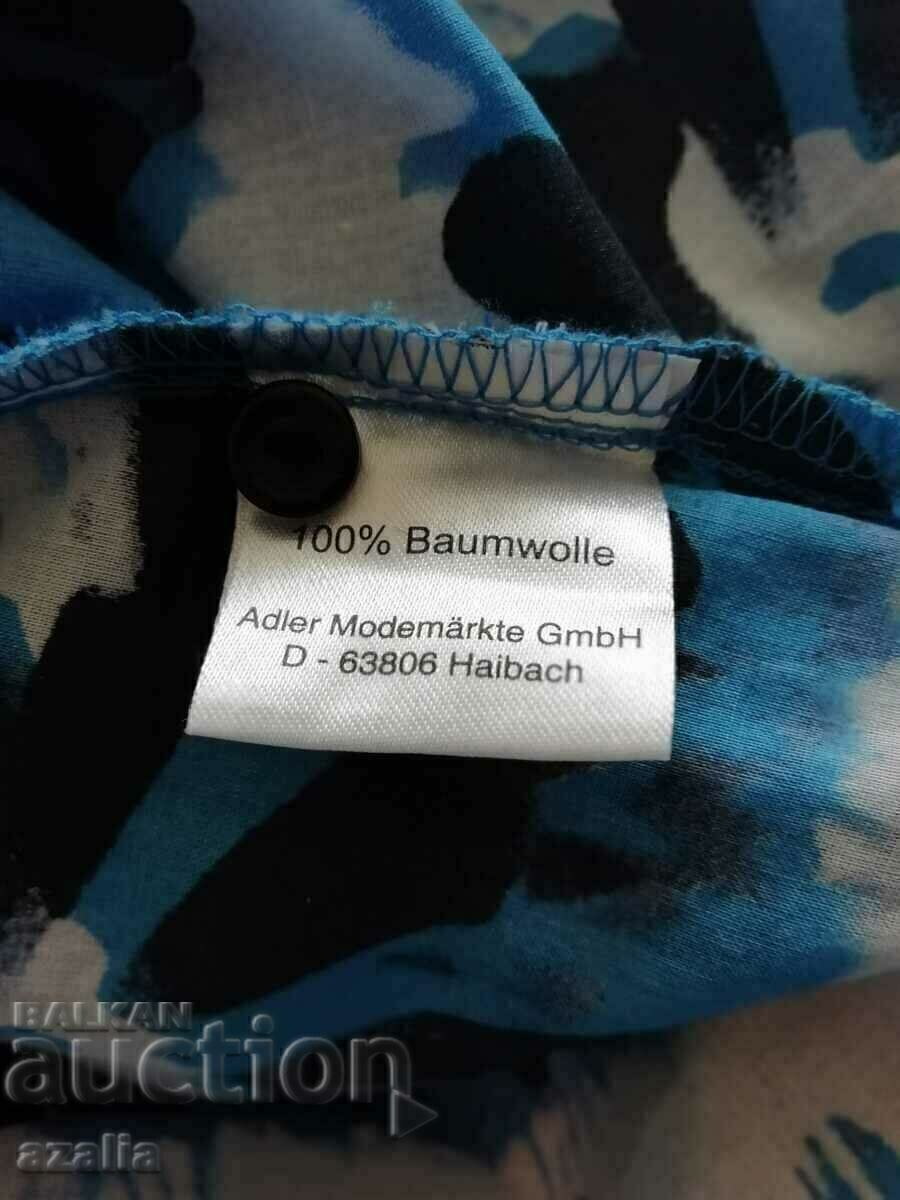 100% Baumwolle
Adler Modemärkte GmbH
D - 63806 Haibach
BALKAN
auction
azalia